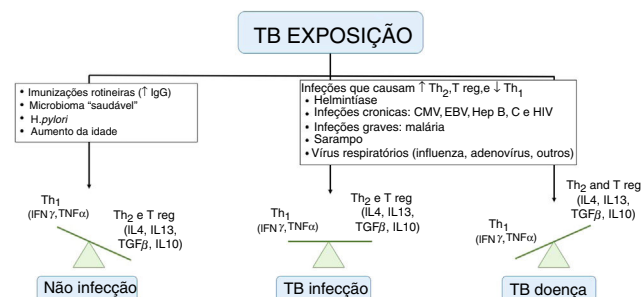 TB EXPOSIÇÃO
• Imunizações rotineiras (↑ IgG)
• Microbioma “saudável”
• H.pylori
• Aumento da idade
Infeções que causam ↑ Th2,T reg,e ↓ Th1
• Helmintíase
• Infeções cronicas: CMV, EBV, Hep B, C e HIV
• Infeções graves: malária
• Sarampo
• Vírus respiratórios (influenza, adenovírus, outros)
Th1
(IFNγ,TNFα)
Th2 e T reg
(IL4, IL13,
TGFβ, IL10)
Não infecção
Th1
(IFNγ,TNFα)
Th2 e T reg
(IL4, IL13,
TGFβ, IL10)
TB infecção
Th1
(IFNγ,TNFα)
Th2 and T reg
(IL4, IL13,
TGFβ, IL10)
TB doença